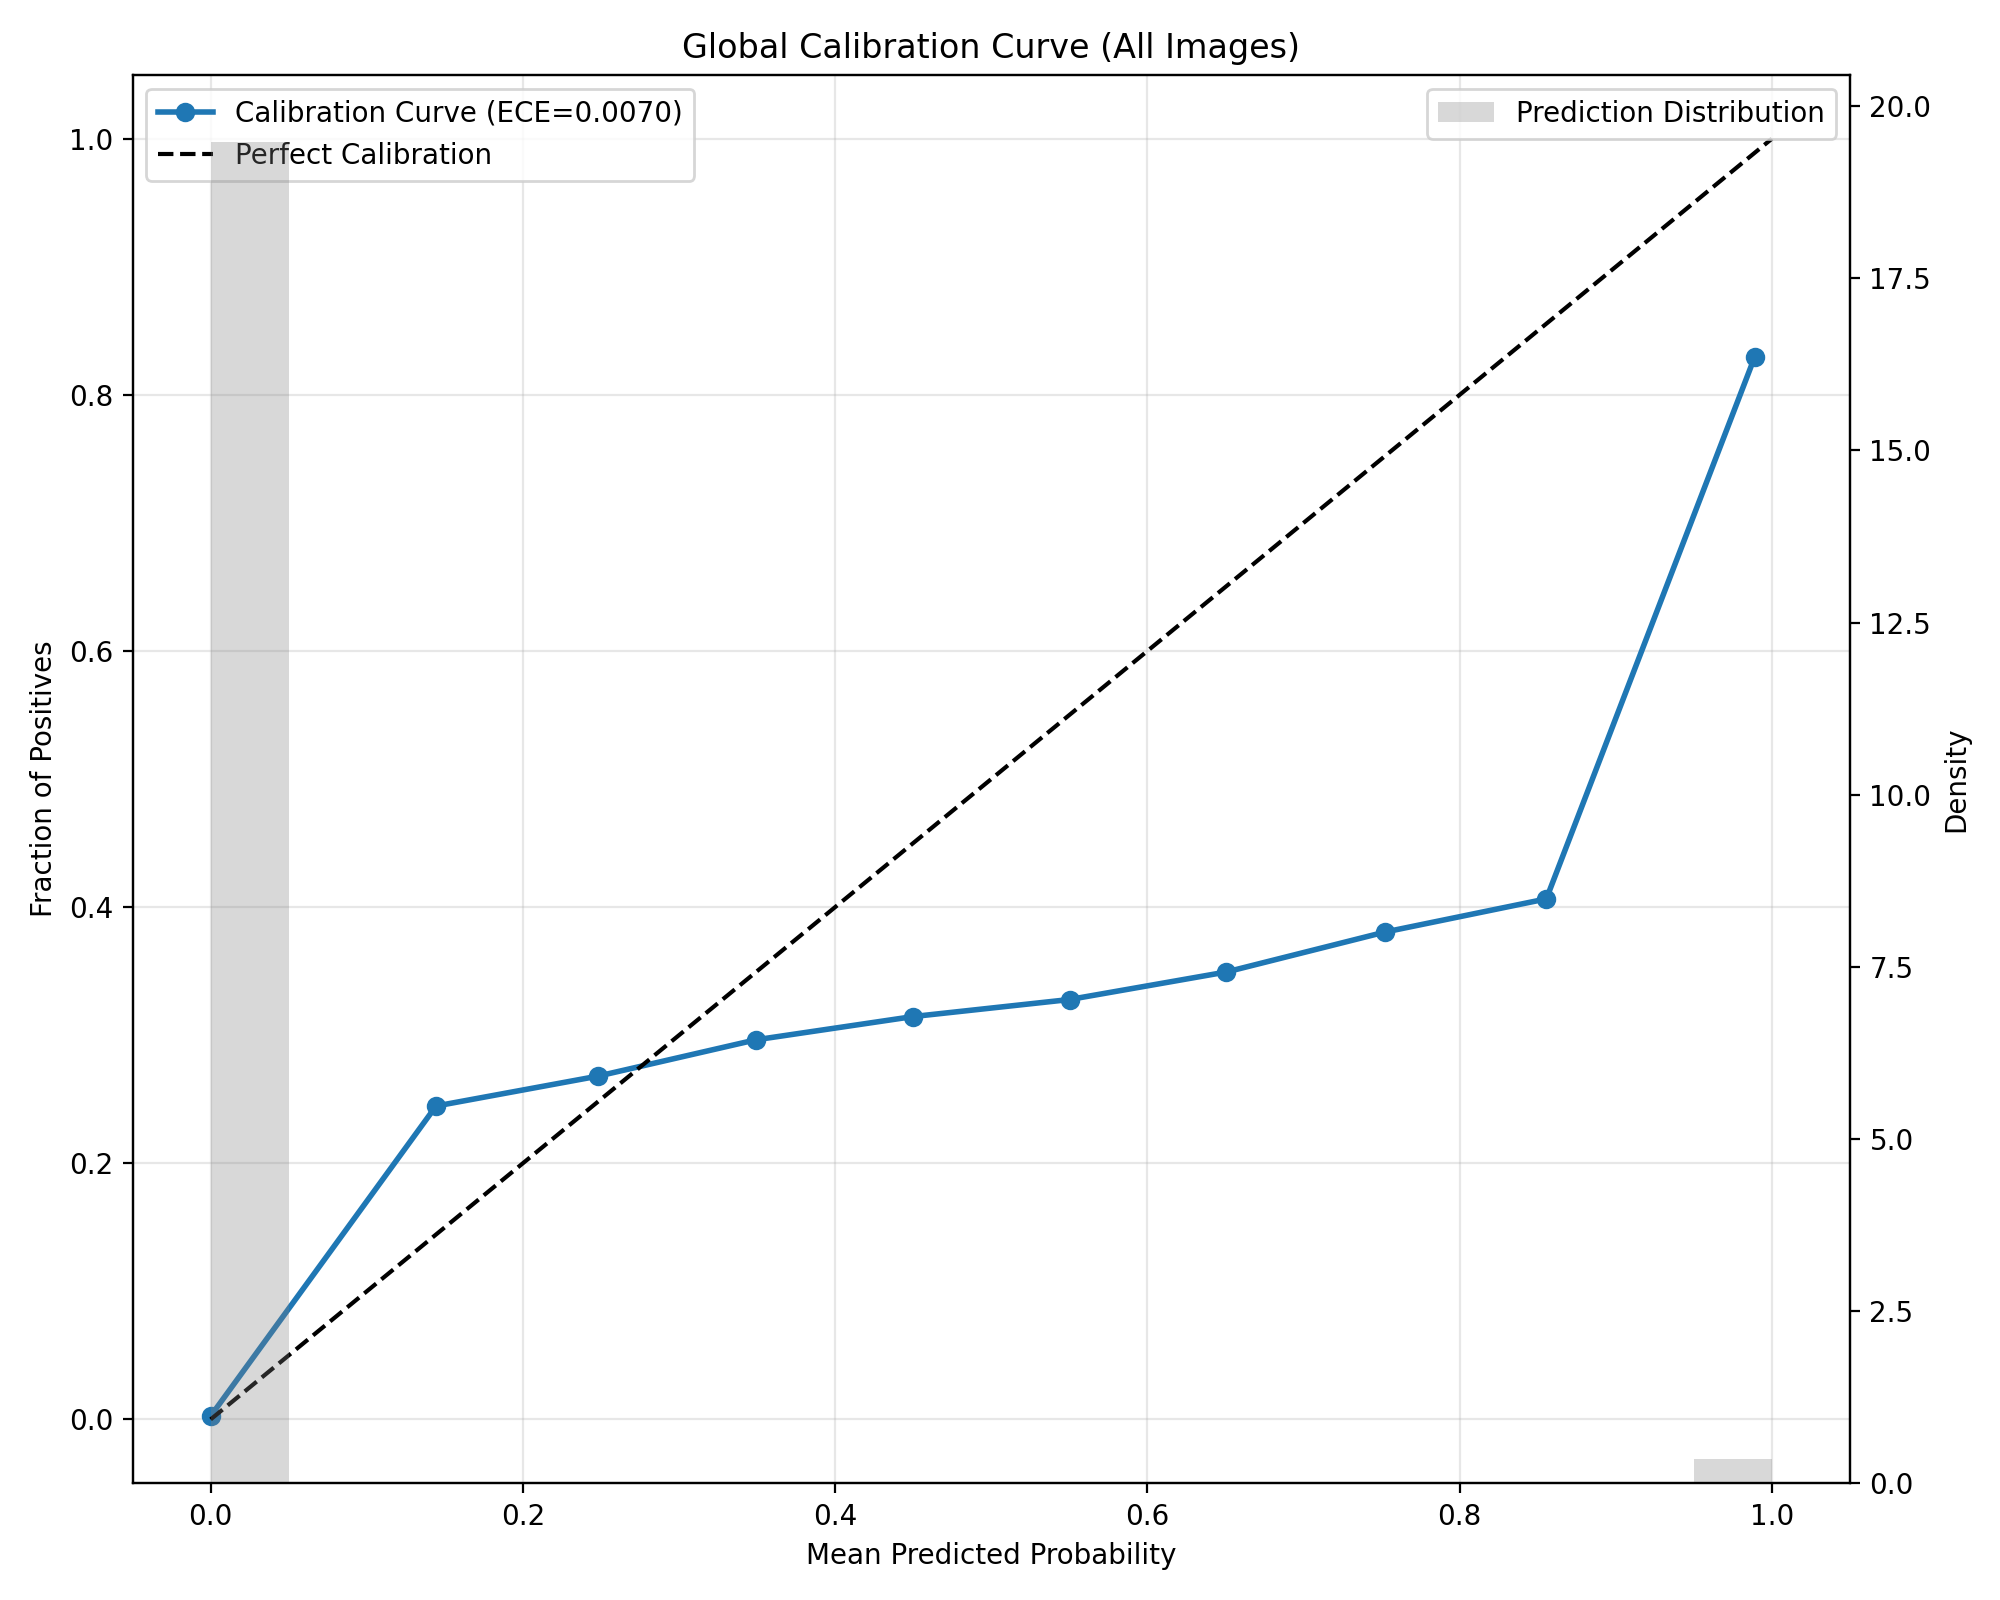 Global Calibration Curve (All Images)
Calibration Curve (ECE=0.0070)
Perfect Calibration
Prediction Distribution
Fraction of Positives
1.0
0.8
0.6
0.4
0.2
0.0
20.0
17.5
15.0
12.5
10.0
7.5
5.0
2.5
0.0
Density
0.0 0.2 0.4 0.6 0.8 1.0
Mean Predicted Probability